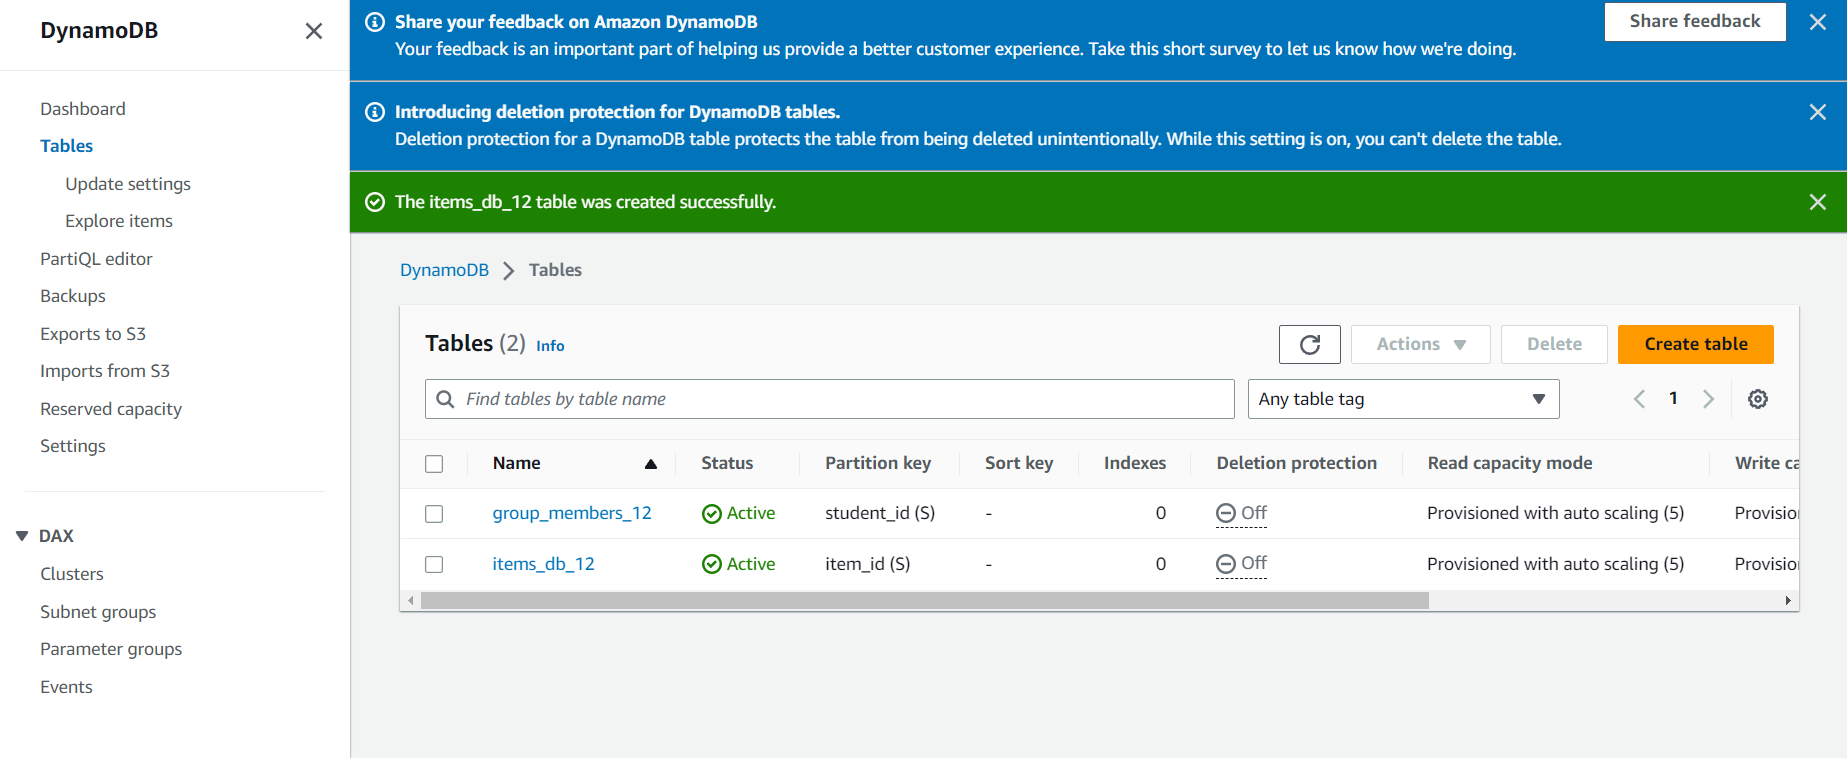 DynamoDB
Dashboard
Tables
Update settings
Explore items
PartiQL editor
Backups
Exports to S3
Imports from S3
Reserved capacity
Settings
DAX
Clusters
Subnet groups
Parameter groups
Events
Share your feedback on Amazon DynamoDB
Your feedback is an important part of helping us provide a better customer experience. Take this short survey to let us know how we're doing.
Share feedback
Introducing deletion protection for DynamoDB tables.
Deletion protection for a DynamoDB table protects the table from being deleted unintentionally. While this setting is on, you can't delete the table.
The items_db_12 table was created successfully.
DynamoDB Tables
Tables (2) Info
Actions Delete Create table
Find tables by table name Any table tag 1
Name Status Partition key Sort key Indexes Deletion protection Read capacity mode Write ca
group_members_12 Active student_id (S) - 0 Off Provisioned with auto scaling (5) Provisio
items_db_12 Active item_id (S) - 0 Off Provisioned with auto scaling (5) Provisio